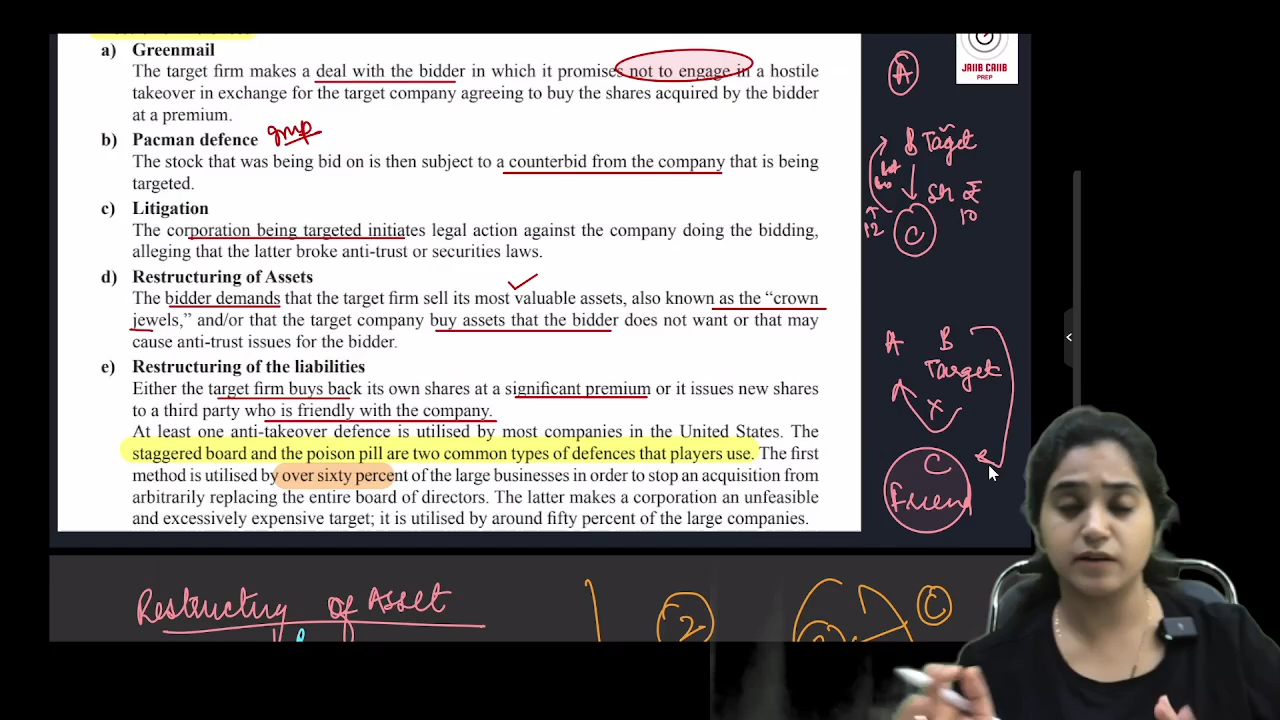 a) Greenmail
The target firm makes a deal with the bidder in which it promises not to engage in a hostile
takeover in exchange for the target company agreeing to buy the shares acquired by the bidder
at a premium.
b) Pacman defence Imp
The stock that was being bid on is then subject to a counterbid from the company that is being
targeted.
c) Litigation
The corporation being targeted initiates legal action against the company doing the bidding,
alleging that the latter broke anti-trust or securities laws.
d) Restructuring of Assets
The bidder demands that the target firm sell its most valuable assets, also known as the “crown
jewels,” and/or that the target company buy assets that the bidder does not want or that may
cause anti-trust issues for the bidder.
e) Restructuring of the liabilities
Either the target firm buys back its own shares at a significant premium or it issues new shares
to a third party who is friendly with the company.
At least one anti-takeover defence is utilised by most companies in the United States. The
staggered board and the poison pill are two common types of defences that players use. The first
method is utilised by over sixty percent of the large businesses in order to stop an acquisition from
arbitrarily replacing the entire board of directors. The latter makes a corporation an unfeasible
and excessively expensive target; it is utilised by around fifty percent of the large companies.
JAIIB CAIIB
PREP
A
B Target
Sh ₹
10
12
C
A B
Target
X
C
Friend
<
Restructing of Asset
2
C